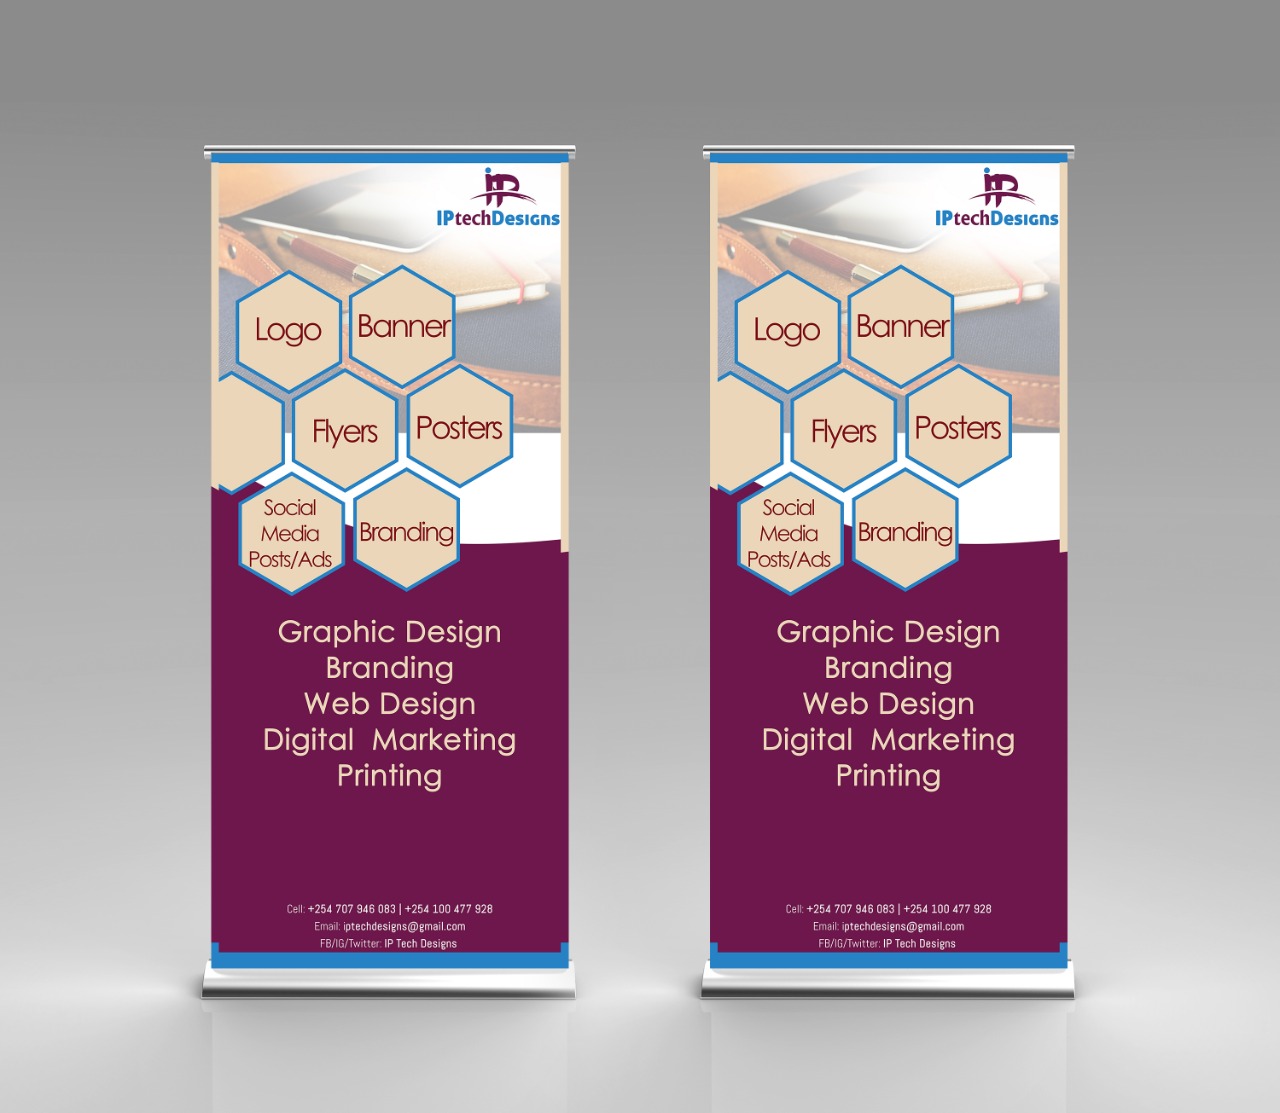 IP
IPtechDesigns
Logo
Banner
Flyers
Posters
Social
Media
Posts/Ads
Branding
Graphic Design
Branding
Web Design
Digital Marketing
Printing
Cell: +254 707 946 083 | +254 100 477 928
Email: iptechdesigns@gmail.com
FB/IG/Twitter: IP Tech Designs
IP
IPtechDesigns
Logo
Banner
Flyers
Posters
Social
Media
Posts/Ads
Branding
Graphic Design
Branding
Web Design
Digital Marketing
Printing
Cell: +254 707 946 083 | +254 100 477 928
Email: iptechdesigns@gmail.com
FB/IG/Twitter: IP Tech Designs